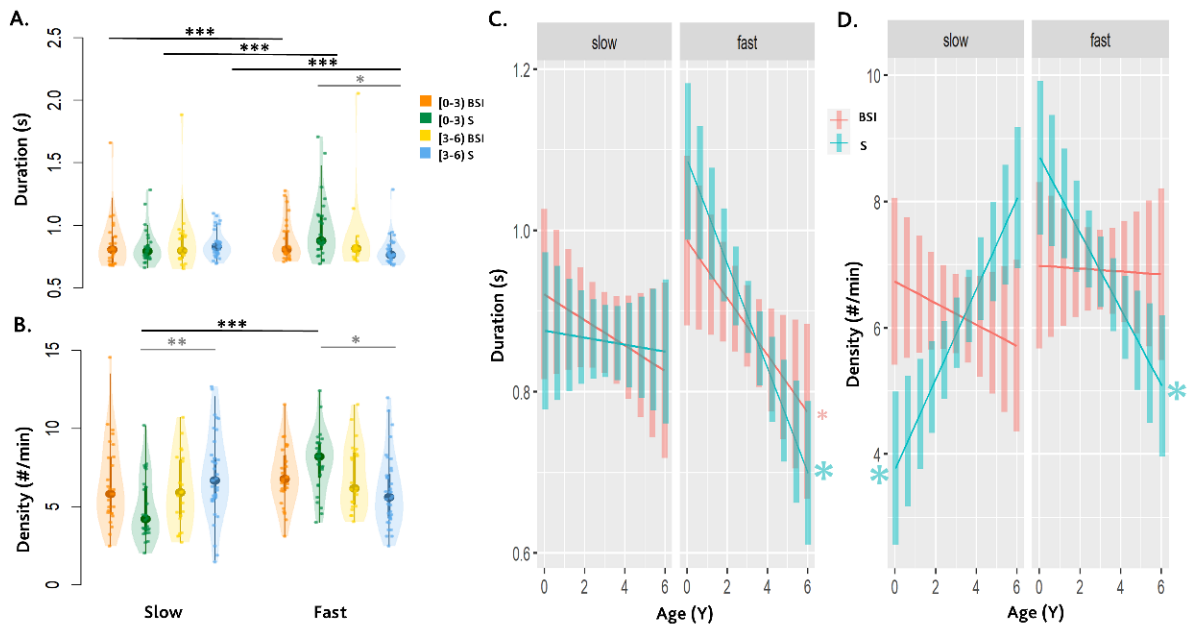 A.
***
***
***
*
2.5
2.0
1.5
1.0
0.5
Duration (s)
[0-3) BSI
[0-3) S
[3-6) BSI
[3-6) S
B.
***
**
*
15
10
5
0
Density (#/min)
Slow
Fast
C.
slow
fast
1.2
1.0
0.8
0.6
Duration (s)
*
*
0 2 4 6
0 2 4 6
Age (Y)
BSI
S
D.
slow
fast
10
8
6
4
Density (#/min)
*
*
0 2 4 6
0 2 4 6
Age (Y)